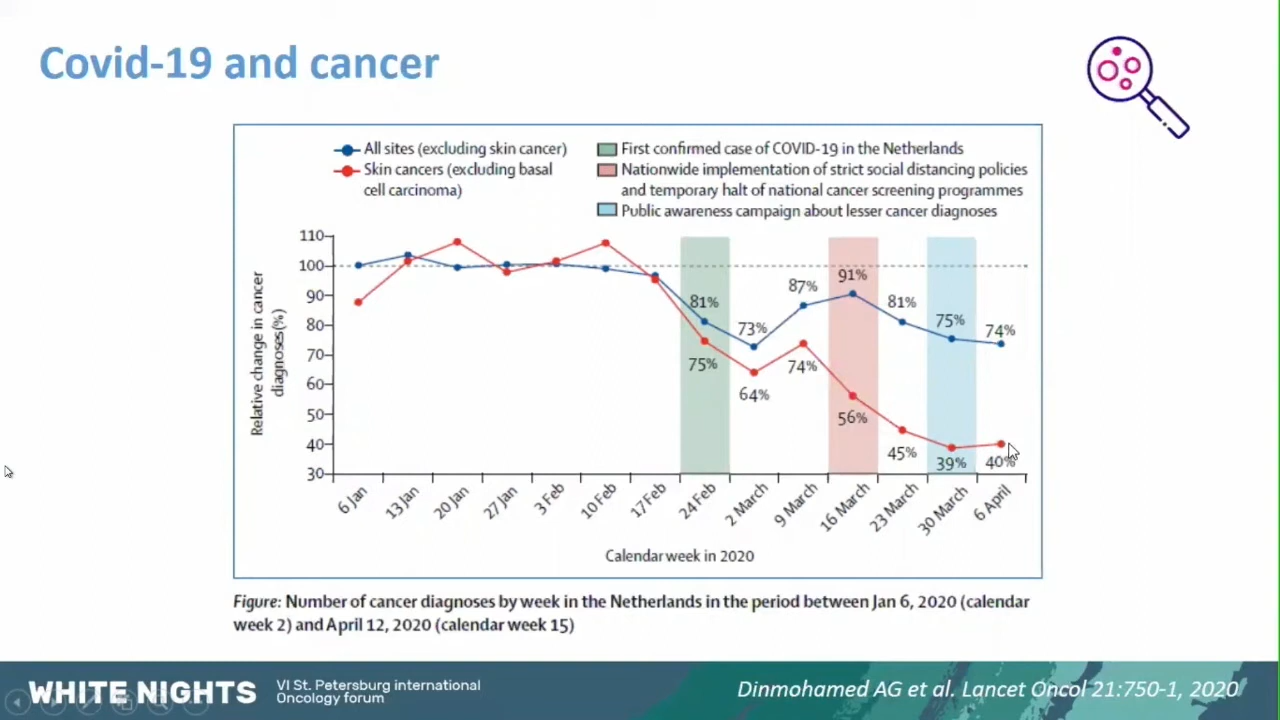 Covid-19 and cancer
All sites (excluding skin cancer)
Skin cancers (excluding basal
cell carcinoma)
First confirmed case of COVID-19 in the Netherlands
Nationwide implementation of strict social distancing policies
and temporary halt of national cancer screening programmes
Public awareness campaign about lesser cancer diagnoses
Relative change in cancer
diagnoses(%)
110
100
90
80
70
60
50
40
30
81%
73%
87%
91%
81%
75%
74%
75%
64%
74%
56%
45%
39%
40%
6 Jan
13 Jan
20 Jan
27 Jan
3 Feb
10 Feb
17 Feb
24 Feb
2 March
9 March
16 March
23 March
30 March
6 April
Calendar week in 2020
Figure: Number of cancer diagnoses by week in the Netherlands in the period between Jan 6, 2020 (calendar
week 2) and April 12, 2020 (calendar week 15)
WHITE NIGHTS
VI St. Petersburg international
Oncology forum
Dinmohamed AG et al. Lancet Oncol 21:750-1, 2020